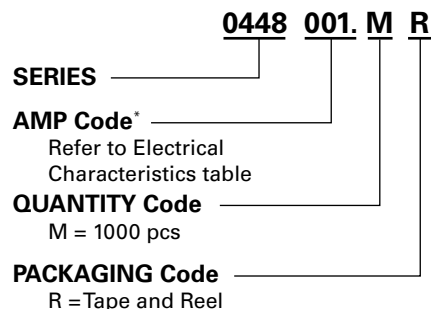 0448 001. M R
SERIES
AMP Code*
Refer to Electrical
Characteristics table
QUANTITY Code
M = 1000 pcs
PACKAGING Code
R =Tape and Reel